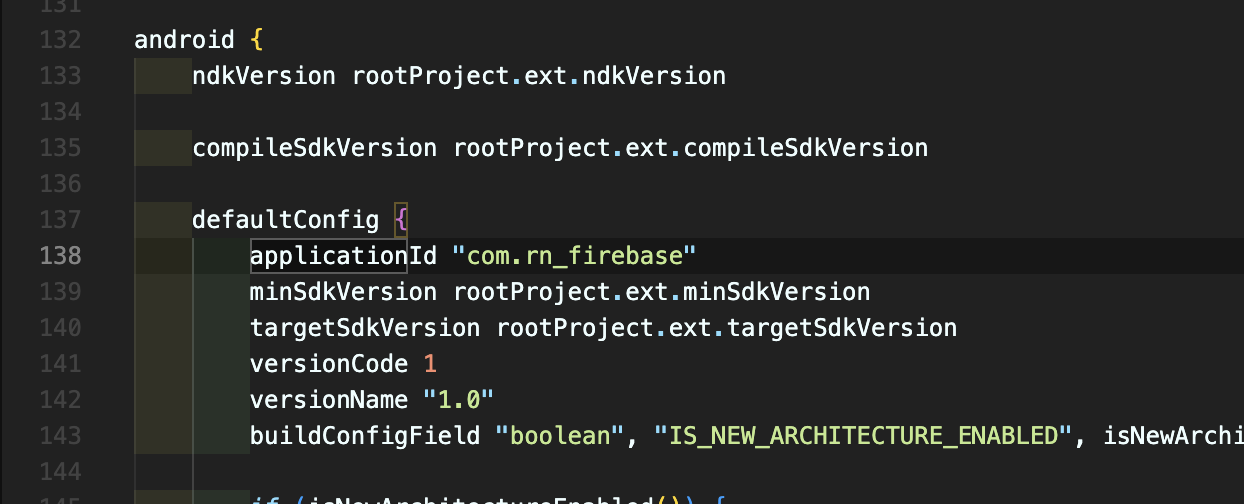 131
132 android {
133 ndkVersion rootProject.ext.ndkVersion
134
135 compileSdkVersion rootProject.ext.compileSdkVersion
136
137 defaultConfig {
138 applicationId "com.rn_firebase"
139 minSdkVersion rootProject.ext.minSdkVersion
140 targetSdkVersion rootProject.ext.targetSdkVersion
141 versionCode 1
142 versionName "1.0"
143 buildConfigField "boolean", "IS_NEW_ARCHITECTURE_ENABLED", isNewArchi
144
145 if (isNewArchitectureEnabled()) {